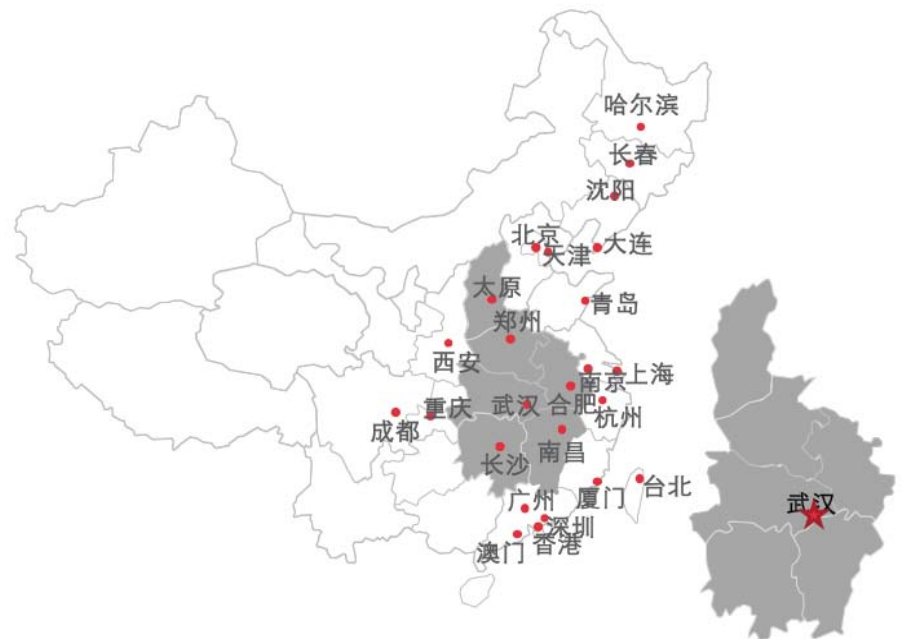 哈尔滨
长春
沈阳
北京
天津
大连
太原
青岛
郑州
西安
南京
上海
重庆
武汉
合肥
杭州
成都
南昌
长沙
广州
厦门
台北
深圳
香港
澳门
武汉